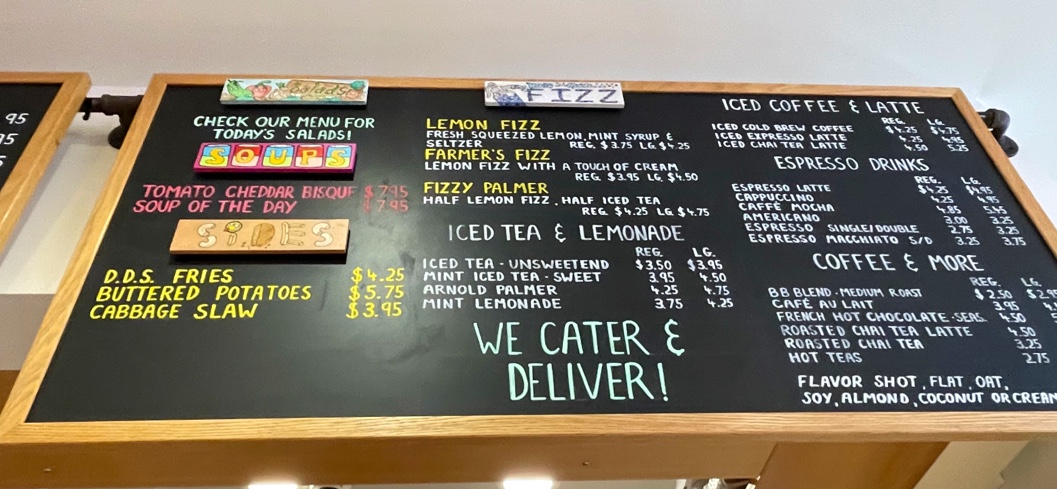 95
Salads
CHECK OUR MENU FOR
TODAY'S SALADS!
SOUPS
TOMATO CHEDDAR BISQUE $7.95
SOUP OF THE DAY $7.95
SIDES
D.D.S. FRIES $4.25
BUTTERED POTATOES $5.75
CABBAGE SLAW $3.95
FIZZ
LEMON FIZZ
FRESH SQUEEZED LEMON, MINT SYRUP &
SELTZER REG. $3.75 LG. $4.25
FARMER'S FIZZ
LEMON FIZZ WITH A TOUCH OF CREAM
REG. $3.95 LG. $4.50
FIZZY PALMER
HALF LEMON FIZZ, HALF ICED TEA
REG. $4.25 LG $4.75
ICED TEA & LEMONADE
REG. LG.
ICED TEA - UNSWEETEND $3.50 $3.95
MINT ICED TEA - SWEET 3.95 4.50
ARNOLD PALMER 4.25 4.75
MINT LEMONADE 3.75 4.25
WE CATER &
DELIVER!
ICED COFFEE & LATTE
REG. LG.
ICED COLD BREW COFFEE $4.25 $4.75
ICED EXPRESSO LATTE 4.25 4.95
ICED CHAI TEA LATTE 4.50 5.25
ESPRESSO DRINKS
REG. LG.
ESPRESSO LATTE $4.25 $4.95
CAPPUCCINO 4.25 4.95
CAFFÉ MOCHA 4.85 5.45
AMERICANO 3.00 3.25
ESPRESSO SINGLE/DOUBLE 2.75 3.25
ESPRESSO MACCHIATO S/D 3.25 3.75
COFFEE & MORE
REG. LG.
BB BLEND - MEDIUM ROAST $2.50 $2.95
CAFÉ AU LAIT 3.95
FRENCH HOT CHOCOLATE - SEAS. 4.50
ROASTED CHAI TEA LATTE 4.50
ROASTED CHAI TEA 3.25
HOT TEAS 2.75
FLAVOR SHOT, FLAT, OAT,
SOY, ALMOND, COCONUT OR CREAM